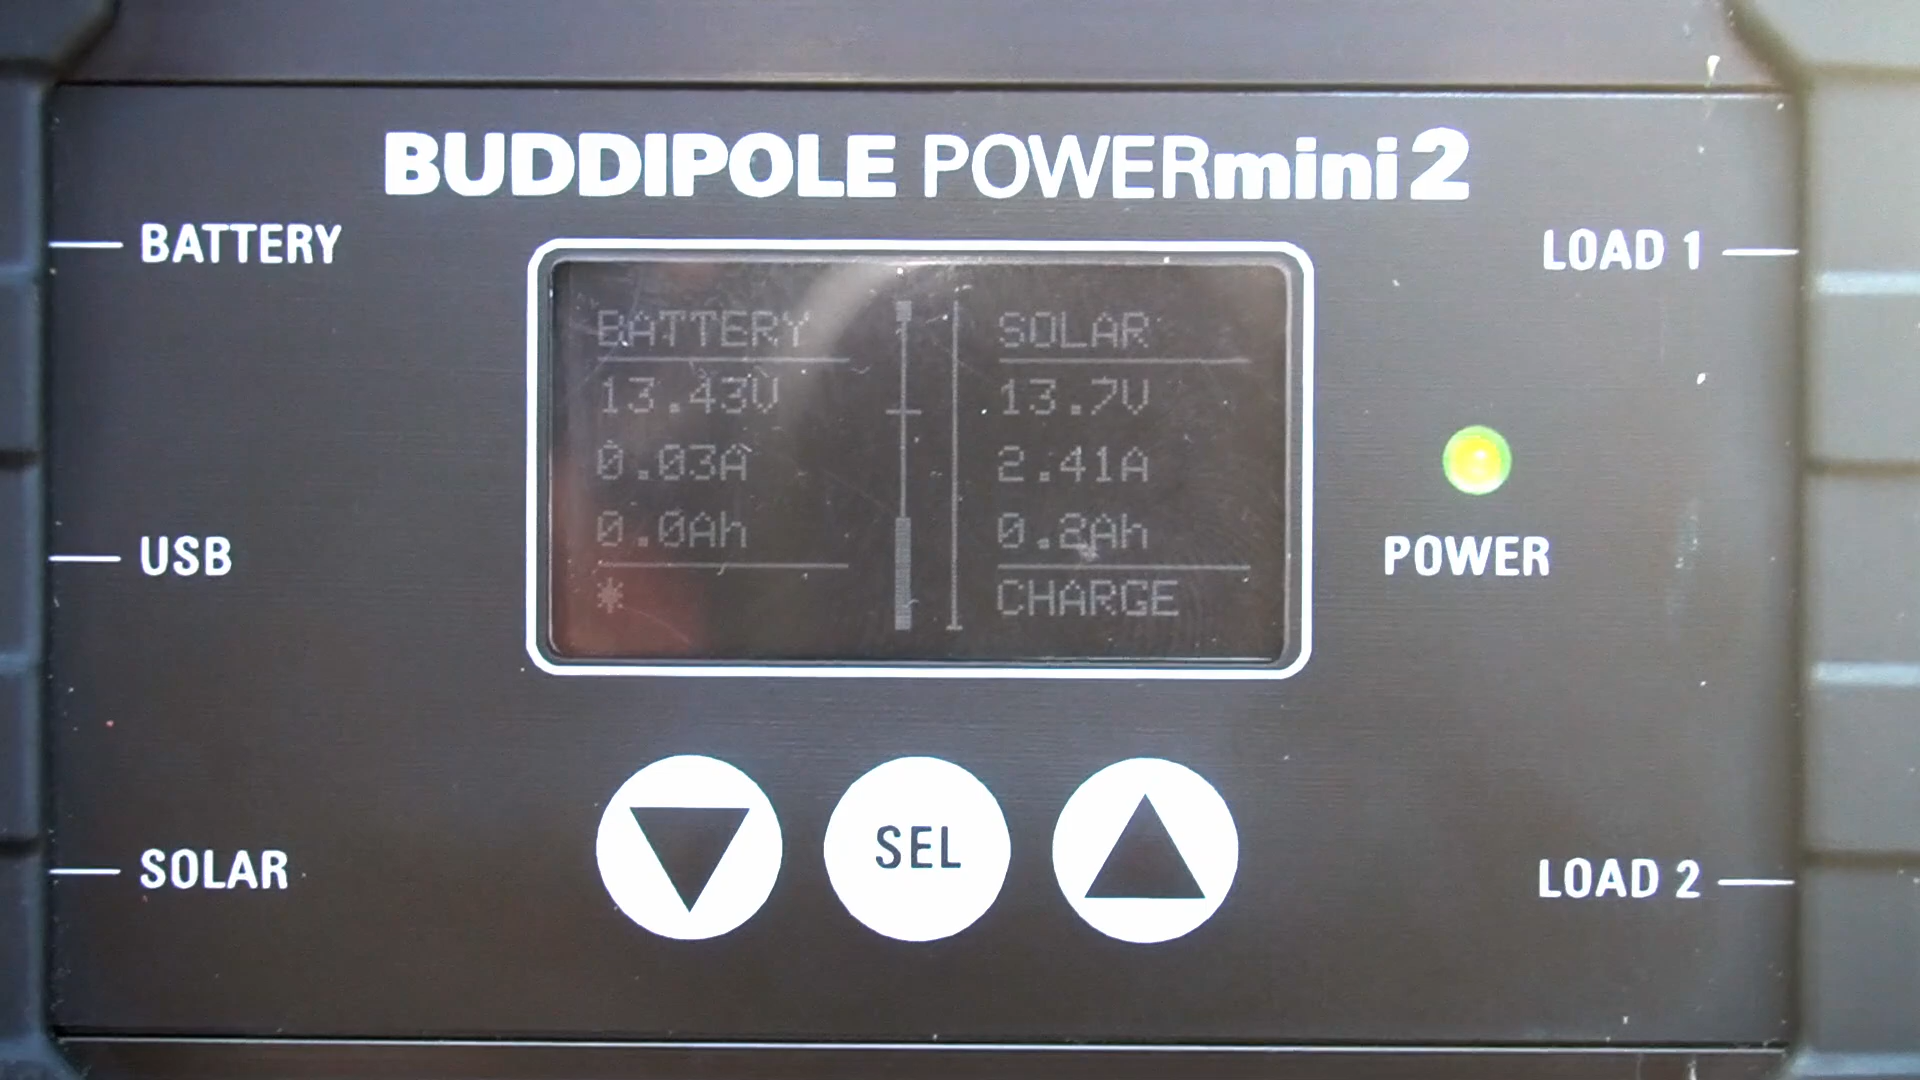 BUDDIPOLE POWERmini2
BATTERY
LOAD 1
BATTERY
13.43V
0.03A
0.0Ah
*
SOLAR
13.7V
2.41A
0.2Ah
CHARGE
USB
POWER
SOLAR
SEL
LOAD 2